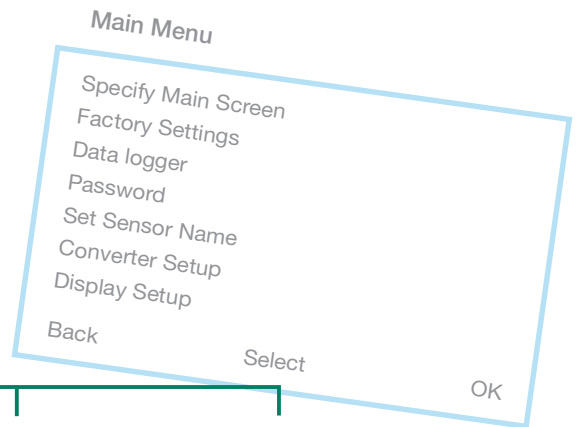 Main Menu
Specify Main Screen
Factory Settings
Data logger
Password
Set Sensor Name
Converter Setup
Display Setup
Back Select OK